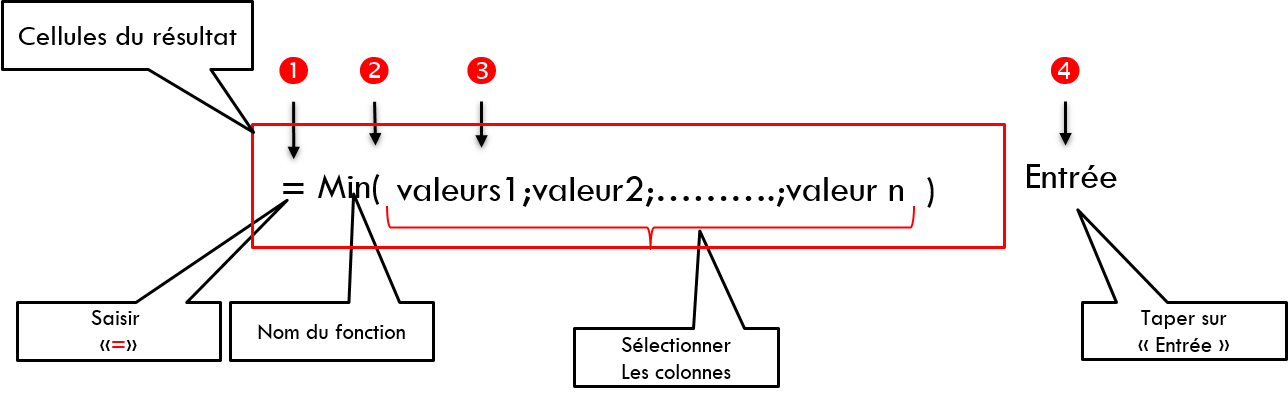 Cellules du résultat
1 2 3 4
= Min( valeurs1;valeur2;……….;valeur n )
Entrée
Saisir
«=»
Nom du fonction
Sélectionner
Les colonnes
Taper sur
« Entrée »